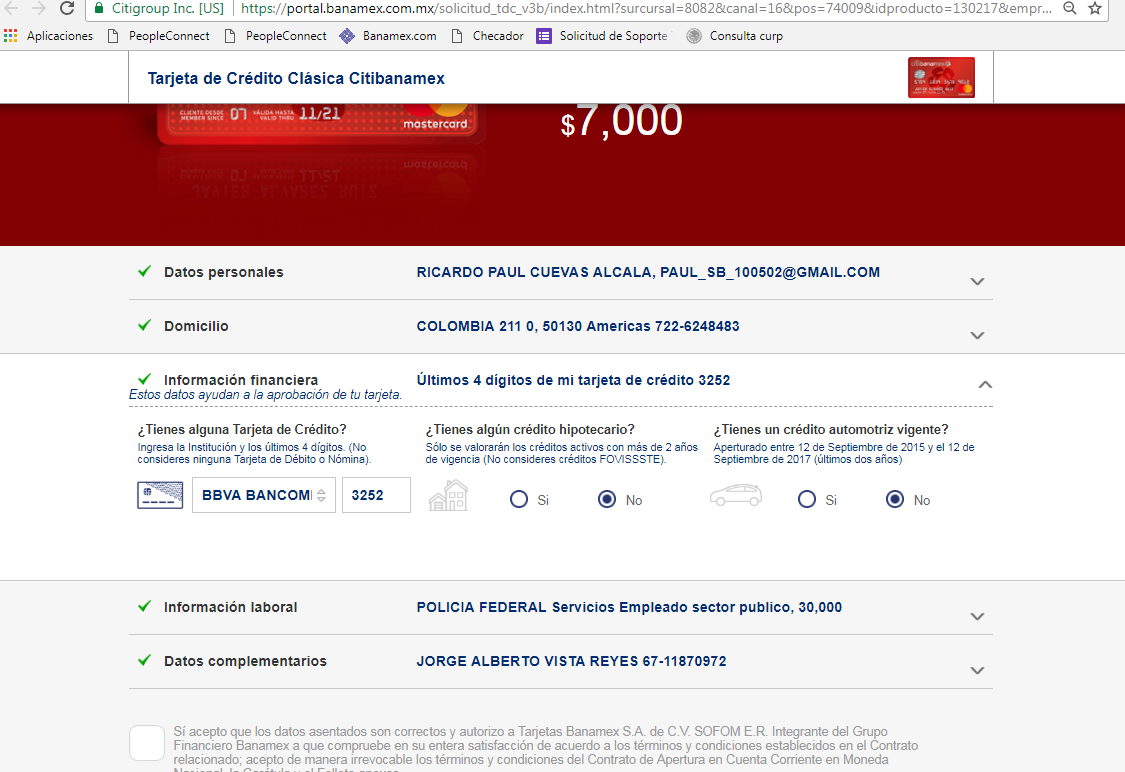 Citigroup Inc. [US] https://portal.banamex.com.mx/solicitud_tdc_v3b/index.html?sursursal=8082&canal=16&pos=74009&idproducto=130217&empr...
Aplicaciones PeopleConnect PeopleConnect Banamex.com Checador Solicitud de Soporte Consulta curp
Tarjeta de Crédito Clásica Citibanamex
CLIENTE DESDE
MEMBER SINCE 07 VÁLIDA HASTA
VALID THRU 11/21
mastercard
$7,000
Datos personales RICARDO PAUL CUEVAS ALCALA, PAUL_SB_100502@GMAIL.COM
Domicilio COLOMBIA 211 0, 50130 Americas 722-6248483
Información financiera Últimos 4 dígitos de mi tarjeta de crédito 3252
Estos datos ayudan a la aprobación de tu tarjeta.
¿Tienes alguna Tarjeta de Crédito?
Ingresa la Institución y los últimos 4 dígitos. (No
consideres ninguna Tarjeta de Débito o Nómina).
BBVA BANCOM 3252
¿Tienes algún crédito hipotecario?
Sólo se valorarán los créditos activos con más de 2 años
de vigencia (No consideres créditos FOVISSSTE).
Si No
¿Tienes un crédito automotriz vigente?
Aperturado entre 12 de Septiembre de 2015 y el 12 de
Septiembre de 2017 (últimos dos años)
Si No
Información laboral POLICIA FEDERAL Servicios Empleado sector publico, 30,000
Datos complementarios JORGE ALBERTO VISTA REYES 67-11870972
Sí acepto que los datos asentados son correctos y autorizo a Tarjetas Banamex S.A. de C.V. SOFOM E.R. Integrante del Grupo
Financiero Banamex a que compruebe en su entera satisfacción de acuerdo a los términos y condiciones establecidos en el Contrato
relacionado; acepto de manera irrevocable los términos y condiciones del Contrato de Apertura en Cuenta Corriente en Moneda